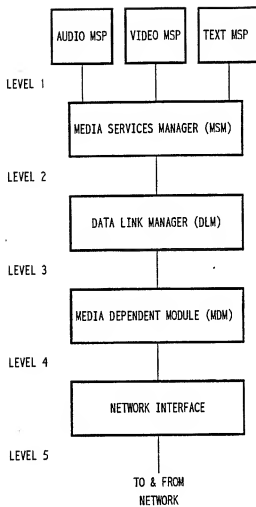 AUDIO MSP
VIDEO MSP
TEXT MSP
LEVEL 1
MEDIA SERVICES MANAGER (MSM)
LEVEL 2
DATA LINK MANAGER (DLM)
LEVEL 3
MEDIA DEPENDENT MODULE (MDM)
LEVEL 4
NETWORK INTERFACE
LEVEL 5
TO & FROM
NETWORK